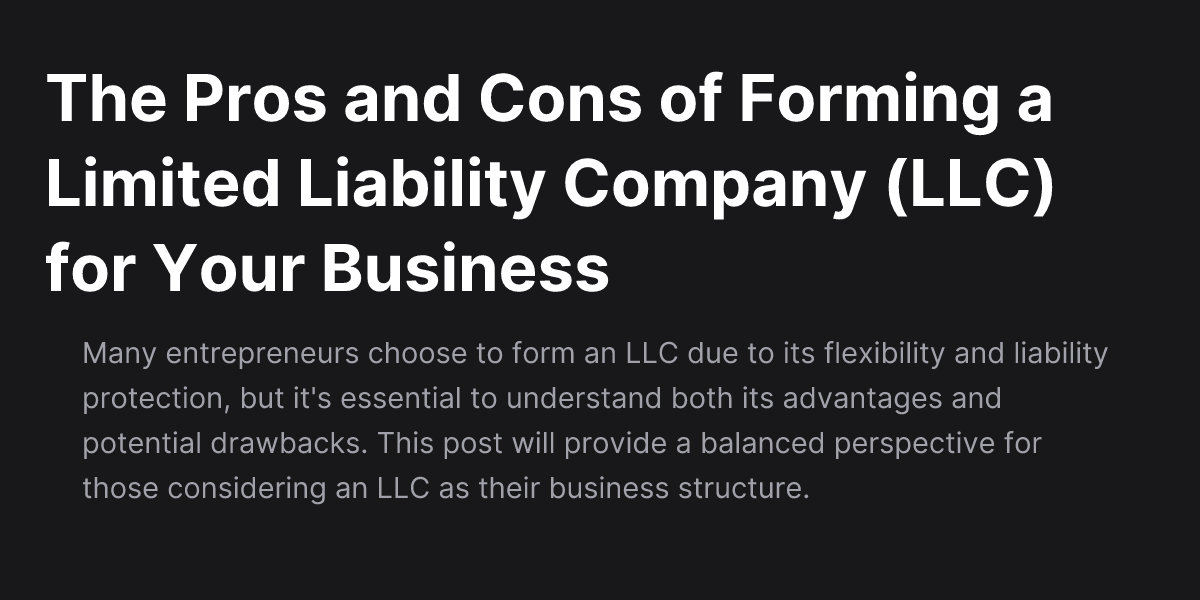 The Pros and Cons of Forming a
Limited Liability Company (LLC)
for Your Business
Many entrepreneurs choose to form an LLC due to its flexibility and liability
protection, but it's essential to understand both its advantages and
potential drawbacks. This post will provide a balanced perspective for
those considering an LLC as their business structure.